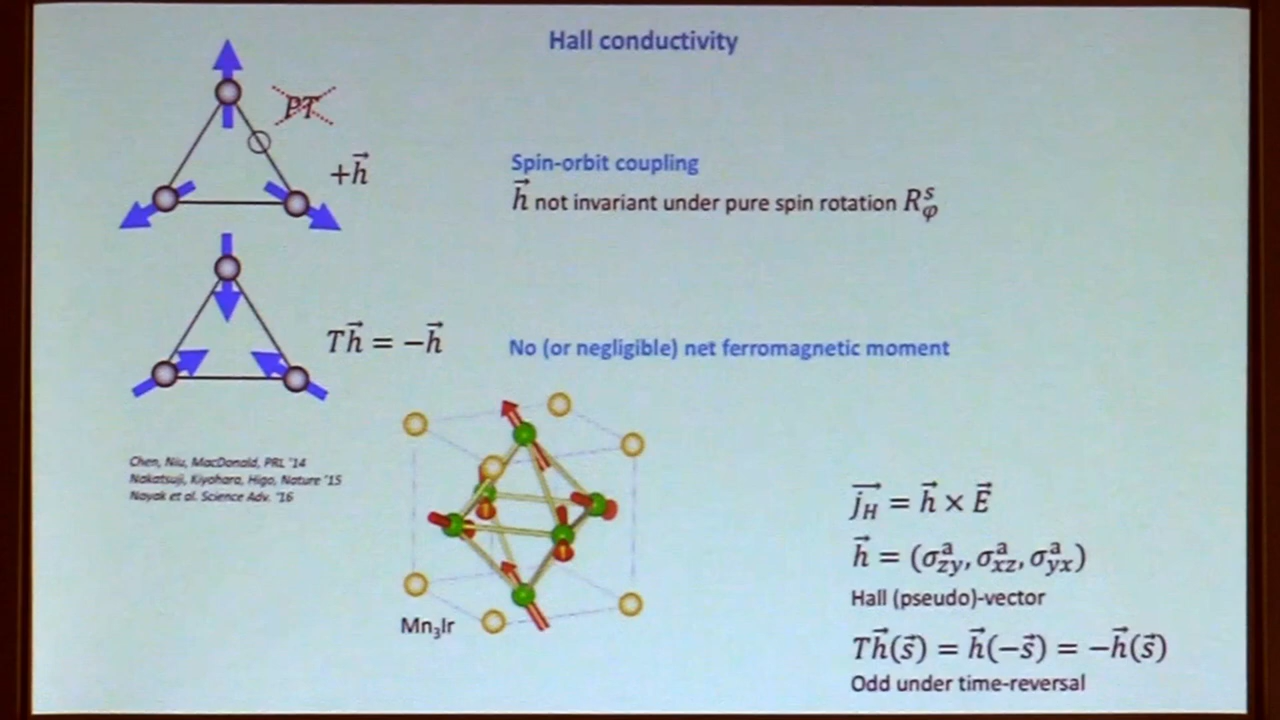 Hall conductivity
PT
+h⃗
Spin-orbit coupling
h⃗ not invariant under pure spin rotation R^s_φ
Th⃗ = −h⃗
No (or negligible) net ferromagnetic moment
Chen, Niu, MacDonald, PRL '14
Nakatsuji, Kiyohara, Higo, Nature '15
Nayak et al. Science Adv. '16
Mn₃Ir
j_H⃗ = h⃗ × E⃗
h⃗ = (σ^a_zy, σ^a_xz, σ^a_yx)
Hall (pseudo)-vector
Th⃗(s⃗) = h⃗(−s⃗) = −h⃗(s⃗)
Odd under time-reversal